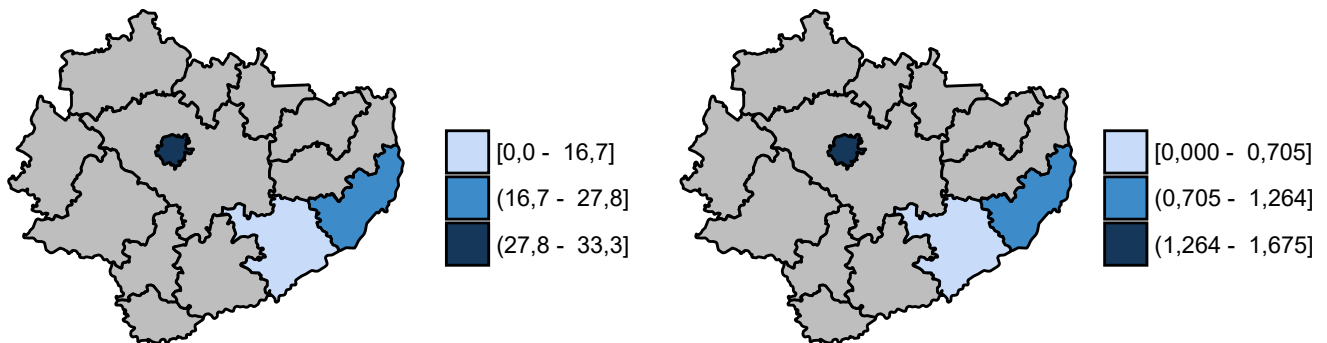 [0,0 - 16,7]
(16,7 - 27,8]
(27,8 - 33,3]
[0,000 - 0,705]
(0,705 - 1,264]
(1,264 - 1,675]